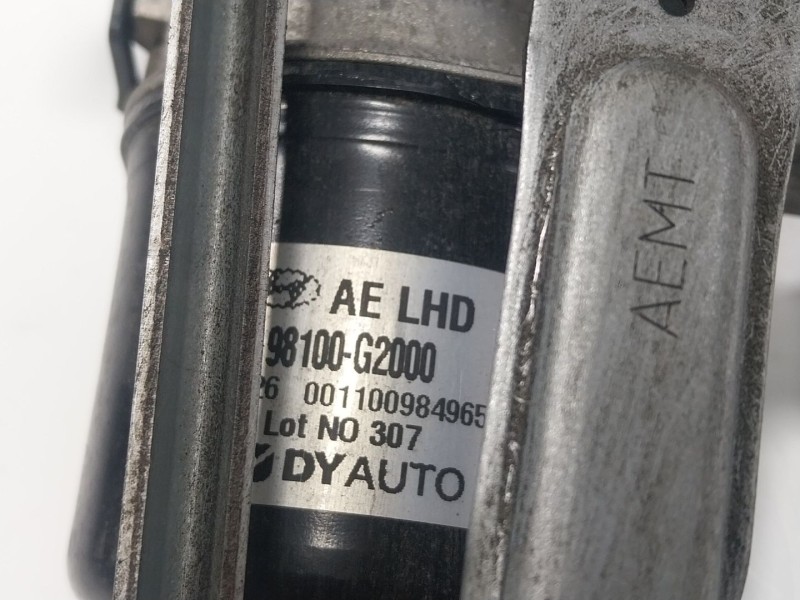 AE LHD
98100-G2000
26 001100984965
Lot NO 307
DYAUTO
AEMT